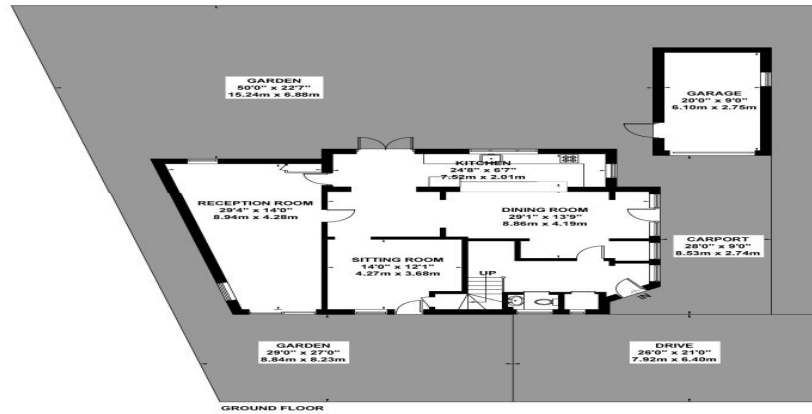 GARDEN
50'0" x 22'7"
15.24m x 6.88m
GARAGE
20'0" x 9'0"
6.10m x 2.75m
KITCHEN
24'8" x 6'7"
7.52m x 2.01m
RECEPTION ROOM
29'4" x 14'0"
8.94m x 4.28m
DINING ROOM
29'1" x 13'9"
8.86m x 4.19m
CARPORT
28'0" x 9'0"
8.53m x 2.74m
SITTING ROOM
14'0" x 12'1"
4.27m x 3.68m
UP
GARDEN
29'0" x 27'0"
8.84m x 8.23m
DRIVE
26'0" x 21'0"
7.92m x 6.40m
GROUND FLOOR